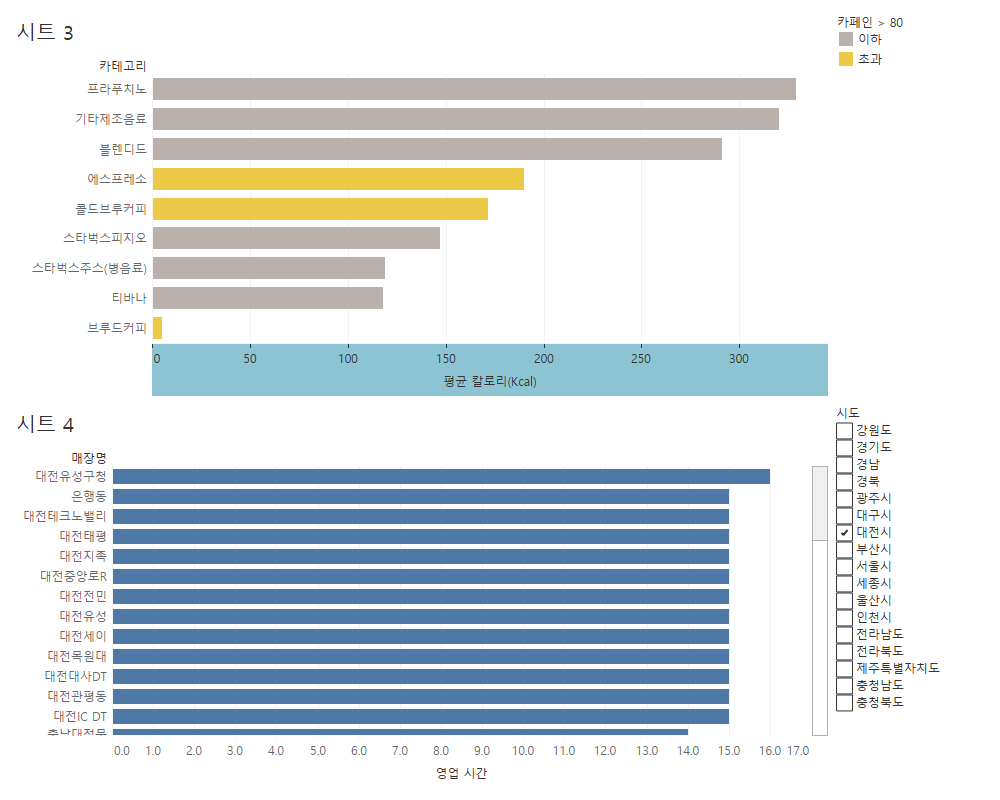 시트 3
카테고리
프라푸치노
기타제조음료
블렌디드
에스프레소
콜드브루커피
스타벅스피지오
스타벅스주스(병음료)
티바나
브루드커피
0 50 100 150 200 250 300
평균 칼로리(Kcal)
카페인 > 80
이하
초과
시트 4
매장명
대전유성구청
은행동
대전테크노밸리
대전태평
대전지족
대전중앙로R
대전전민
대전유성
대전세이
대전목원대
대전대사DT
대전관평동
대전IC DT
0.0 1.0 2.0 3.0 4.0 5.0 6.0 7.0 8.0 9.0 10.0 11.0 12.0 13.0 14.0 15.0 16.0 17.0
영업 시간
시도
강원도
경기도
경남
경북
광주시
대구시
대전시
부산시
서울시
세종시
울산시
인천시
전라남도
전라북도
제주특별자치도
충청남도
충청북도